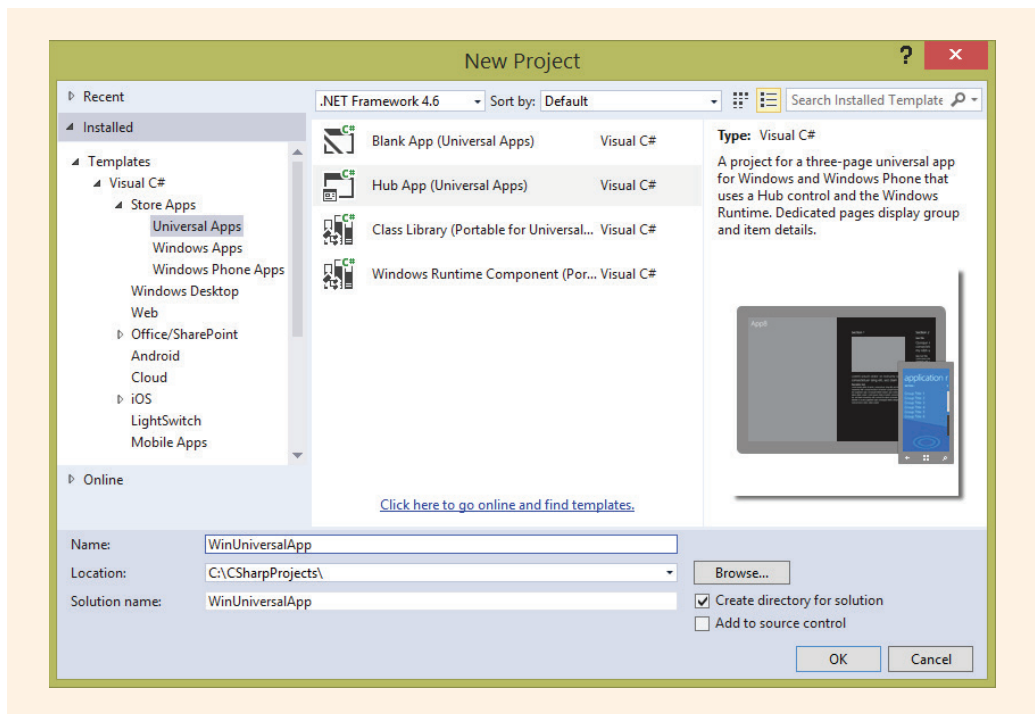 New Project
?
Recent
Installed
Templates
Visual C#
Store Apps
Universal Apps
Windows Apps
Windows Phone Apps
Windows Desktop
Web
Office/SharePoint
Android
Cloud
iOS
LightSwitch
Mobile Apps
Online
.NET Framework 4.6 Sort by: Default
Search Installed Template
C# Blank App (Universal Apps) Visual C#
C# Hub App (Universal Apps) Visual C#
C# Class Library (Portable for Universal... Visual C#
C# Windows Runtime Component (Por... Visual C#
Click here to go online and find templates.
Type: Visual C#
A project for a three-page universal app
for Windows and Windows Phone that
uses a Hub control and the Windows
Runtime. Dedicated pages display group
and item details.
application
Name: WinUniversalApp
Location: C:\CSharpProjects\
Browse...
Solution name: WinUniversalApp
Create directory for solution
Add to source control
OK Cancel